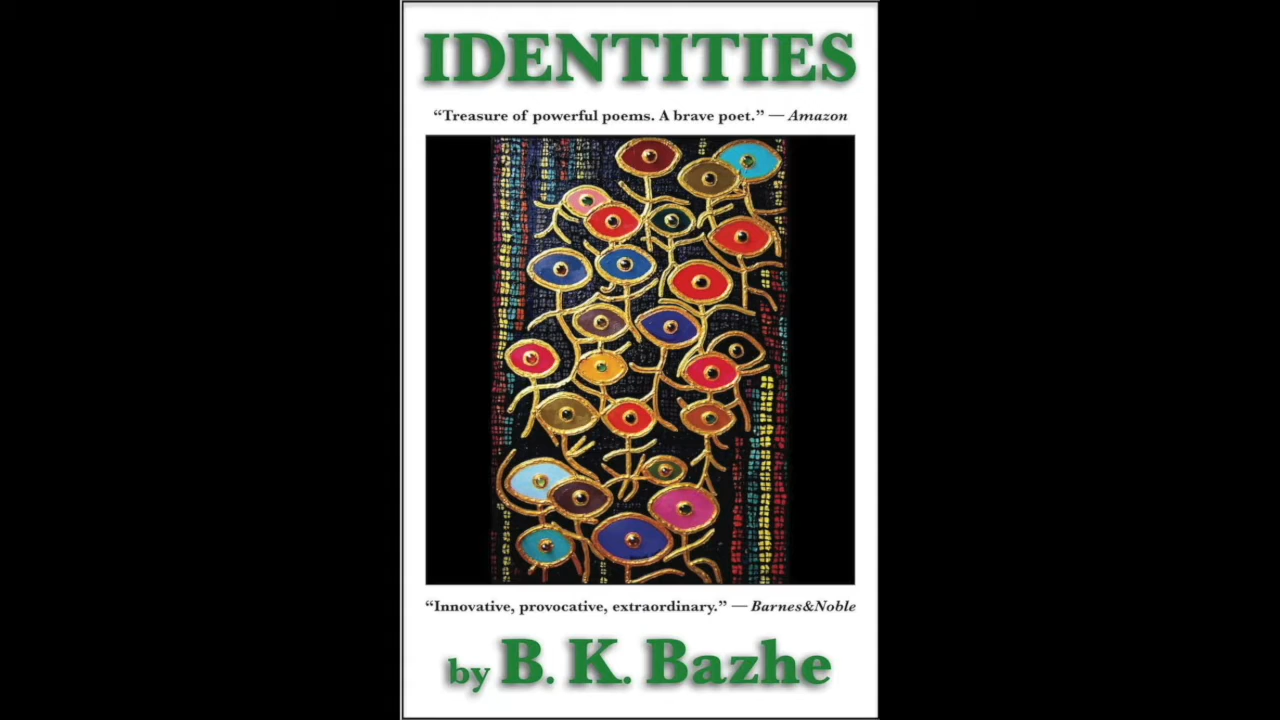 IDENTITIES
“Treasure of powerful poems. A brave poet.” — Amazon
“Innovative, provocative, extraordinary.” — Barnes&Noble
by B. K. Bazhe